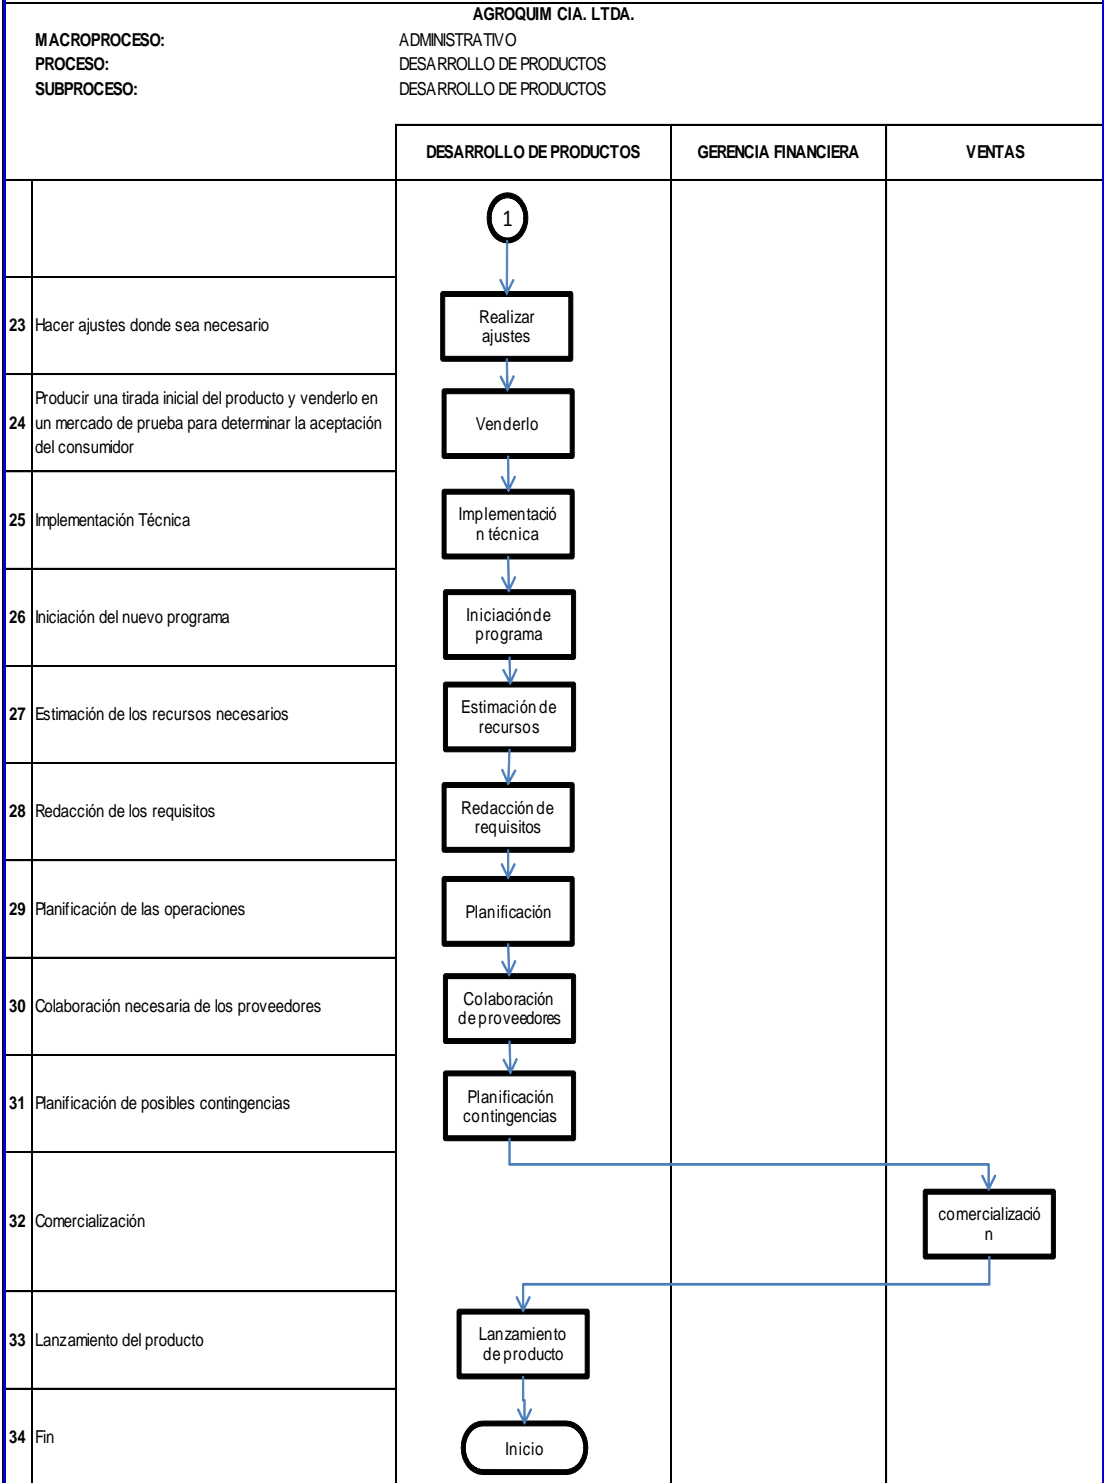 AGROQUIM CIA. LTDA.
MACROPROCESO: ADMINISTRATIVO
PROCESO: DESARROLLO DE PRODUCTOS
SUBPROCESO: DESARROLLO DE PRODUCTOS
DESARROLLO DE PRODUCTOS GERENCIA FINANCIERA VENTAS
1
23 Hacer ajustes donde sea necesario
Realizar
ajustes
24 Producir una tirada inicial del producto y venderlo en
un mercado de prueba para determinar la aceptación
del consumidor
Venderlo
25 Implementación Técnica
Implementació
n técnica
26 Iniciación del nuevo programa
Iniciación de
programa
27 Estimación de los recursos necesarios
Estimación de
recursos
28 Redacción de los requisitos
Redacción de
requisitos
29 Planificación de las operaciones
Planificación
30 Colaboración necesaria de los proveedores
Colaboración
de proveedores
31 Planificación de posibles contingencias
Planificación
contingencias
32 Comercialización
comercializació
n
33 Lanzamiento del producto
Lanzamiento
de producto
34 Fin
Inicio